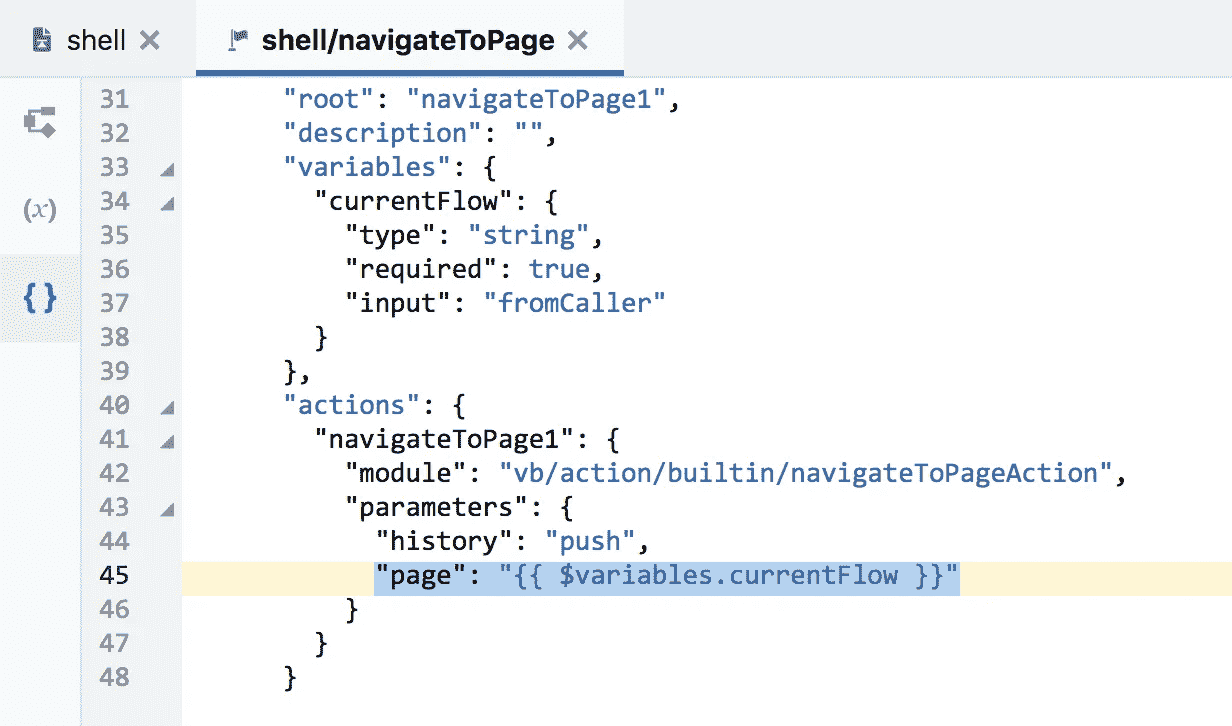 shell
shell/navigateToPage
(x)
{ }
31 "root": "navigateToPage1",
32 "description": "",
33 "variables": {
34 "currentFlow": {
35 "type": "string",
36 "required": true,
37 "input": "fromCaller"
38 }
39 },
40 "actions": {
41 "navigateToPage1": {
42 "module": "vb/action/builtin/navigateToPageAction",
43 "parameters": {
44 "history": "push",
45 "page": "{{ $variables.currentFlow }}"
46 }
47 }
48 }